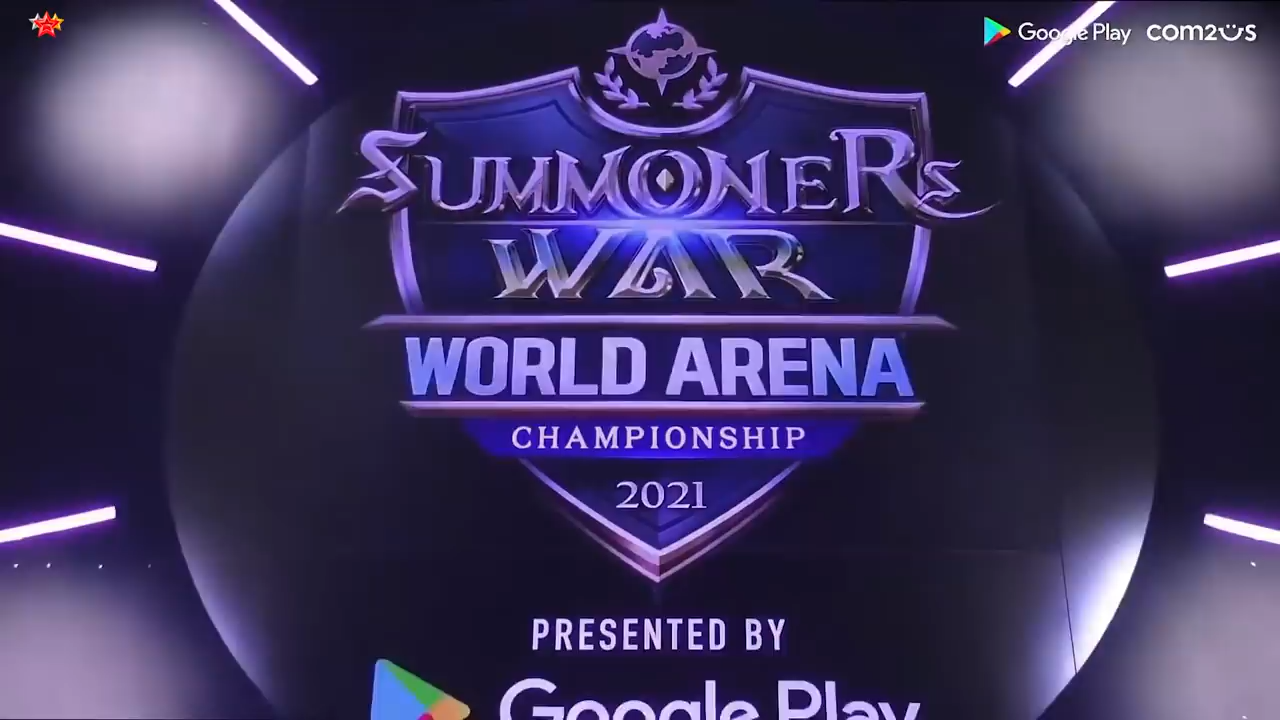 Google Play com2us
SUMMONERS
WAR
WORLD ARENA
CHAMPIONSHIP
2021
PRESENTED BY
Google Play